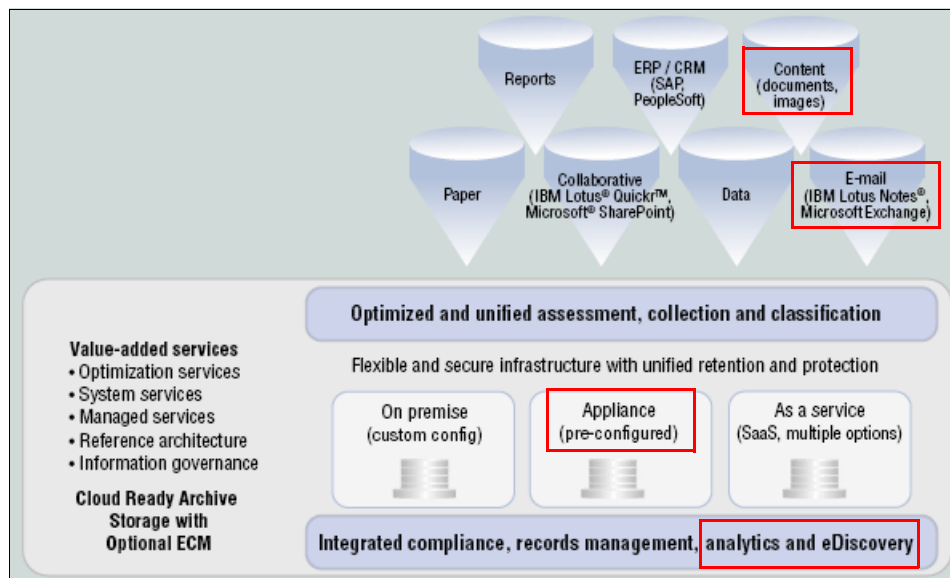 Reports
ERP / CRM
(SAP,
PeopleSoft)
Content
(documents,
images)
Paper
Collaborative
(IBM Lotus® Quickr™,
Microsoft® SharePoint)
Data
E-mail
(IBM Lotus Notes®,
Microsoft Exchange)
Optimized and unified assessment, collection and classification
Value-added services
• Optimization services
• System services
• Managed services
• Reference architecture
• Information governance
Cloud Ready Archive
Storage with
Optional ECM
Flexible and secure infrastructure with unified retention and protection
On premise
(custom config)
Appliance
(pre-configured)
As a service
(SaaS, multiple options)
Integrated compliance, records management, analytics and eDiscovery